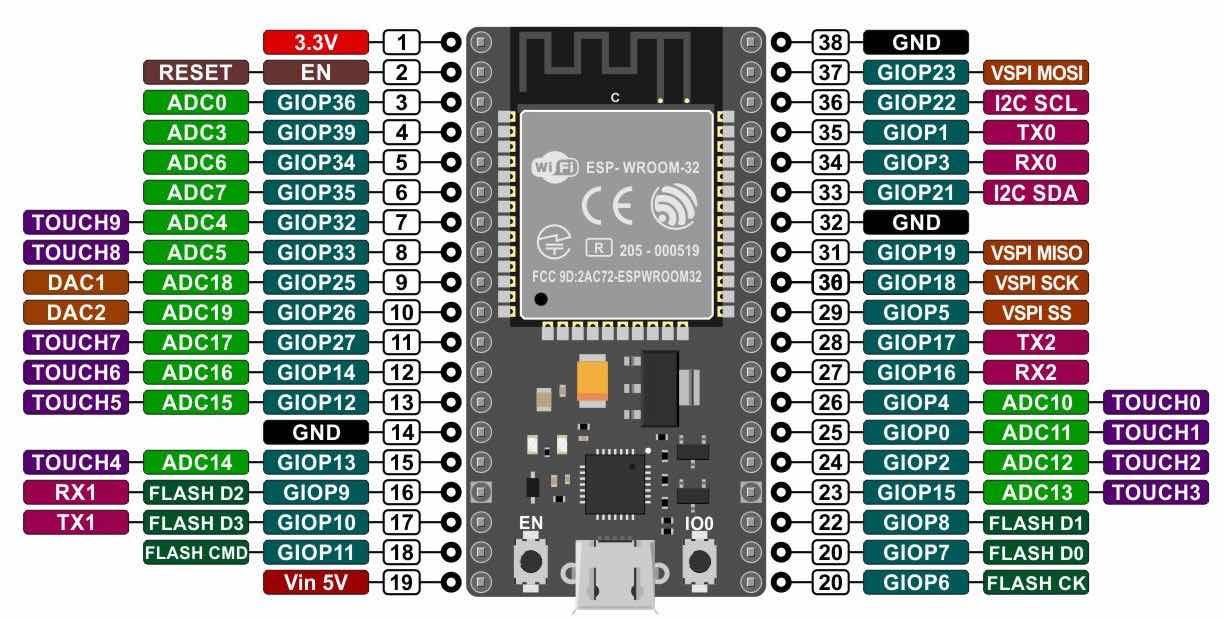 3.3V 1 38 GND
RESET EN 2 37 GIOP23 VSPI MOSI
ADC0 GIOP36 3 36 GIOP22 I2C SCL
C
ADC3 GIOP39 4 35 GIOP1 TX0
ADC6 GIOP34 5 WiFi ESP- WROOM-32 34 GIOP3 RX0
ADC7 GIOP35 6 CE 33 GIOP21 I2C SDA
TOUCH9 ADC4 GIOP32 7 32 GND
TOUCH8 ADC5 GIOP33 8 R 205 - 000519 31 GIOP19 VSPI MISO
DAC1 ADC18 GIOP25 9 FCC 9D:2AC72-ESPWROOM32 30 GIOP18 VSPI SCK
DAC2 ADC19 GIOP26 10 29 GIOP5 VSPI SS
TOUCH7 ADC17 GIOP27 11 28 GIOP17 TX2
TOUCH6 ADC16 GIOP14 12 27 GIOP16 RX2
TOUCH5 ADC15 GIOP12 13 26 GIOP4 ADC10 TOUCH0
GND 14 25 GIOP0 ADC11 TOUCH1
TOUCH4 ADC14 GIOP13 15 24 GIOP2 ADC12 TOUCH2
RX1 FLASH D2 GIOP9 16 23 GIOP15 ADC13 TOUCH3
TX1 FLASH D3 GIOP10 17 EN IO0 22 GIOP8 FLASH D1
FLASH CMD GIOP11 18 20 GIOP7 FLASH D0
Vin 5V 19 20 GIOP6 FLASH CK